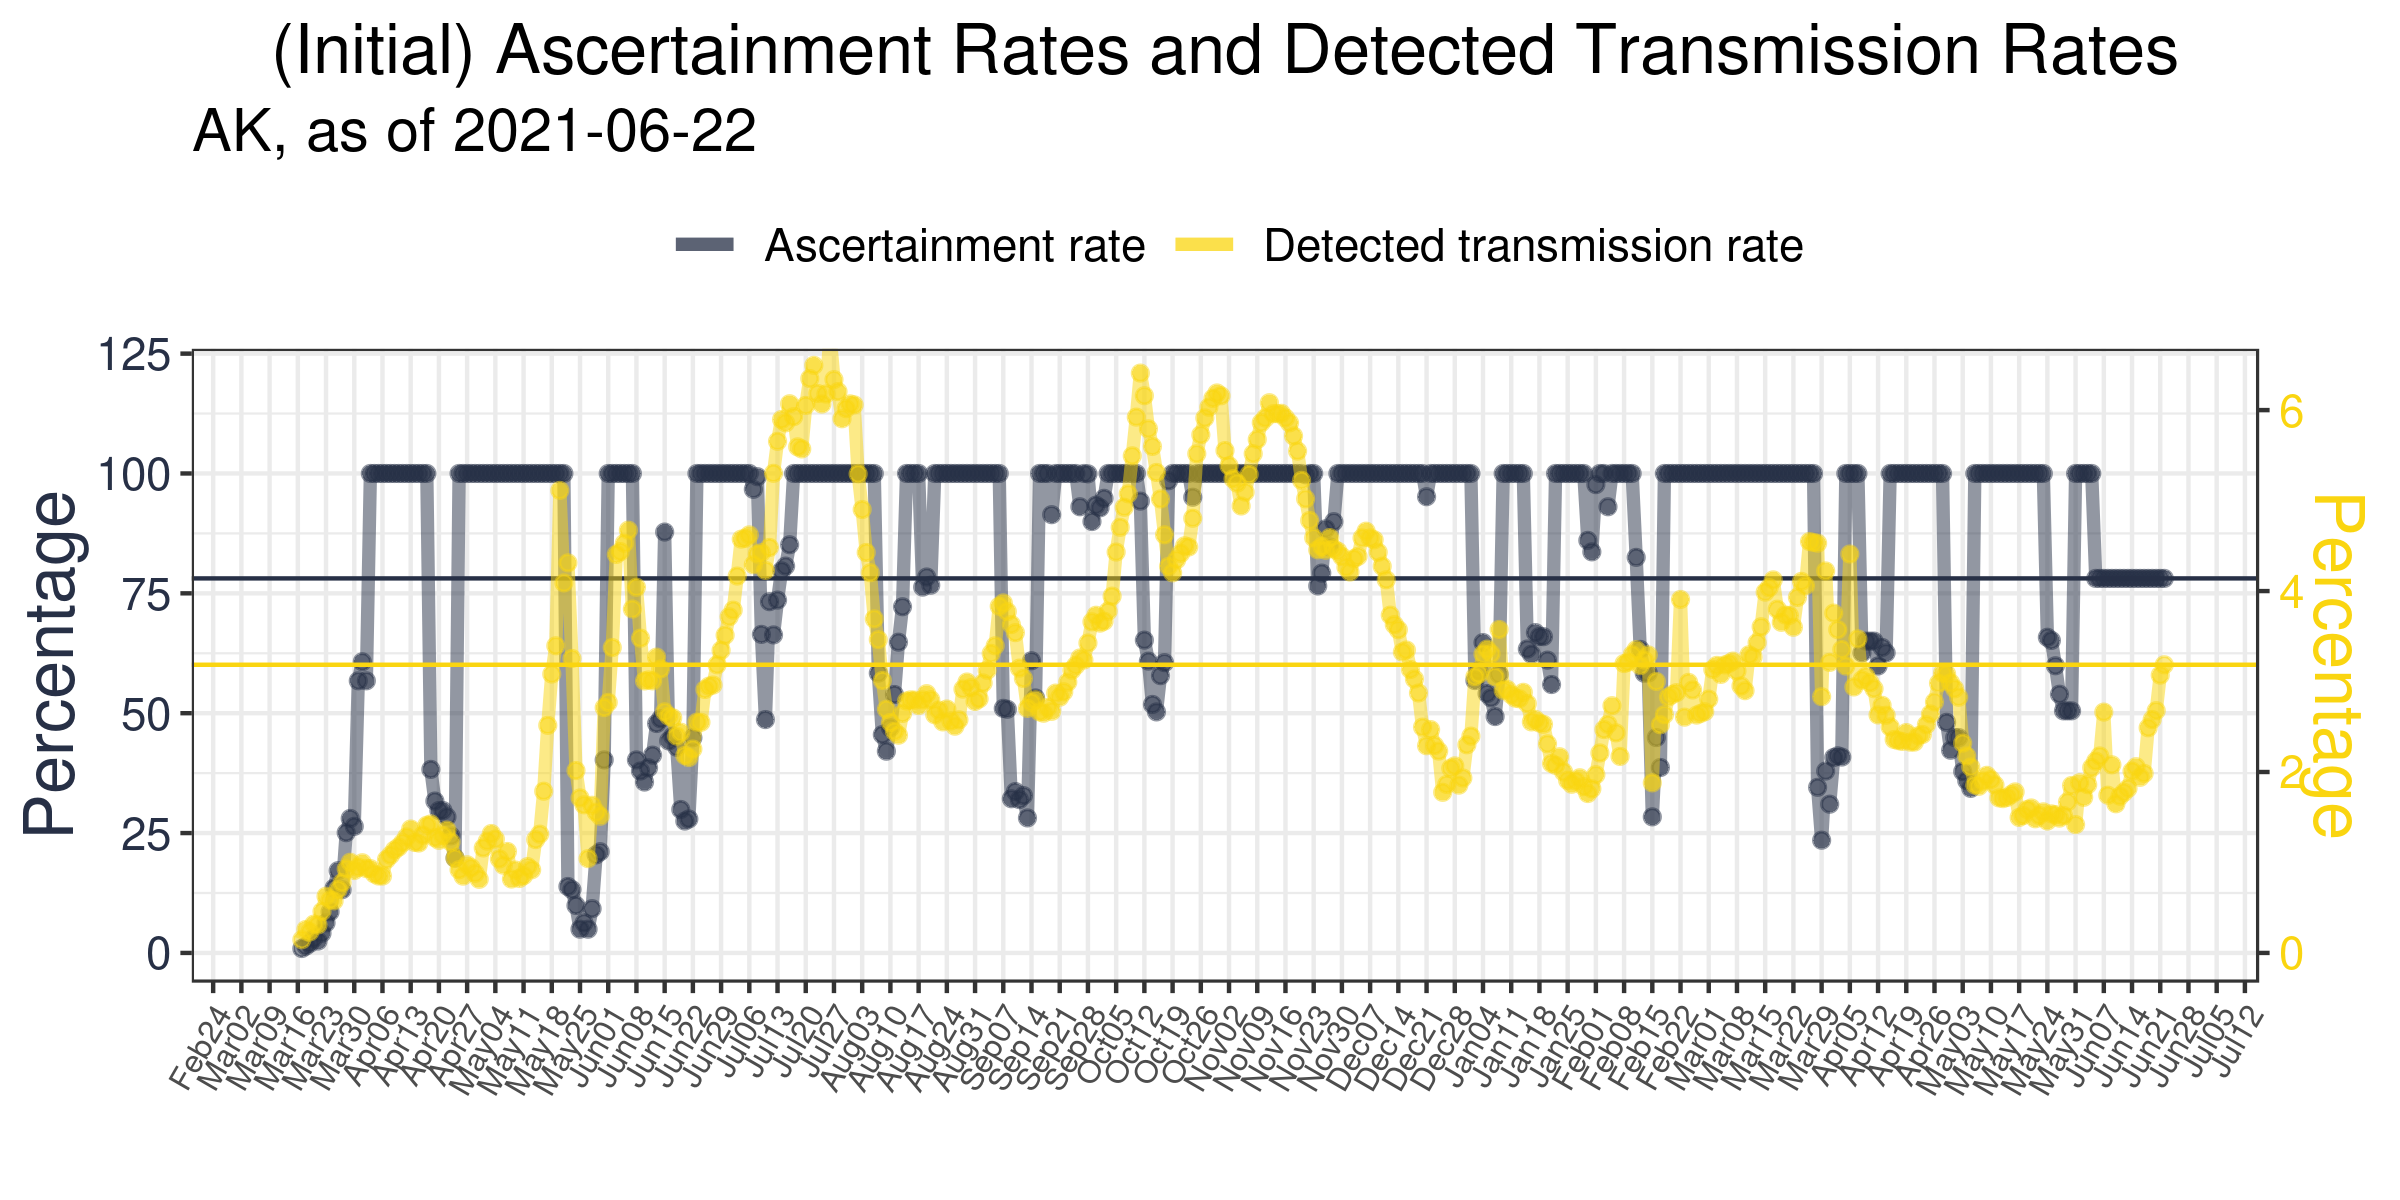 (Initial) Ascertainment Rates and Detected Transmission Rates
AK, as of 2021-06-22
Ascertainment rate
Detected transmission rate
125
100
75
50
25
0
Percentage
6
4
2
0
Percentage
Feb24
Mar02
Mar09
Mar16
Mar23
Mar30
Apr06
Apr13
Apr20
Apr27
May04
May11
May18
May25
Jun01
Jun08
Jun15
Jun22
Jun29
Jul06
Jul13
Jul20
Jul27
Aug03
Aug10
Aug17
Aug24
Aug31
Sep07
Sep14
Sep21
Sep28
Oct05
Oct12
Oct19
Oct26
Nov02
Nov09
Nov16
Nov23
Nov30
Dec07
Dec14
Dec21
Dec28
Jan04
Jan11
Jan18
Jan25
Feb01
Feb08
Feb15
Feb22
Mar01
Mar08
Mar15
Mar22
Mar29
Apr05
Apr12
Apr19
Apr26
May03
May10
May17
May24
May31
Jun07
Jun14
Jun21
Jun28
Jul05
Jul12